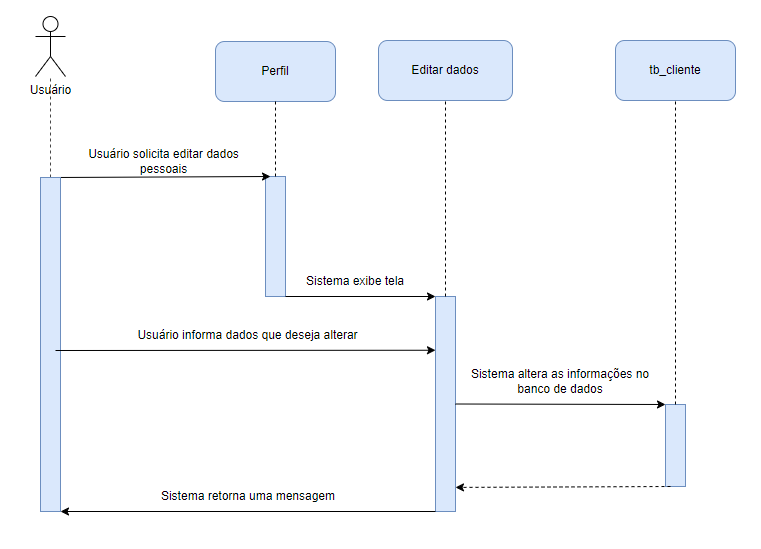 Usuário
Perfil
Editar dados
tb_cliente
Usuário solicita editar dados
pessoais
Sistema exibe tela
Usuário informa dados que deseja alterar
Sistema altera as informações no
banco de dados
Sistema retorna uma mensagem